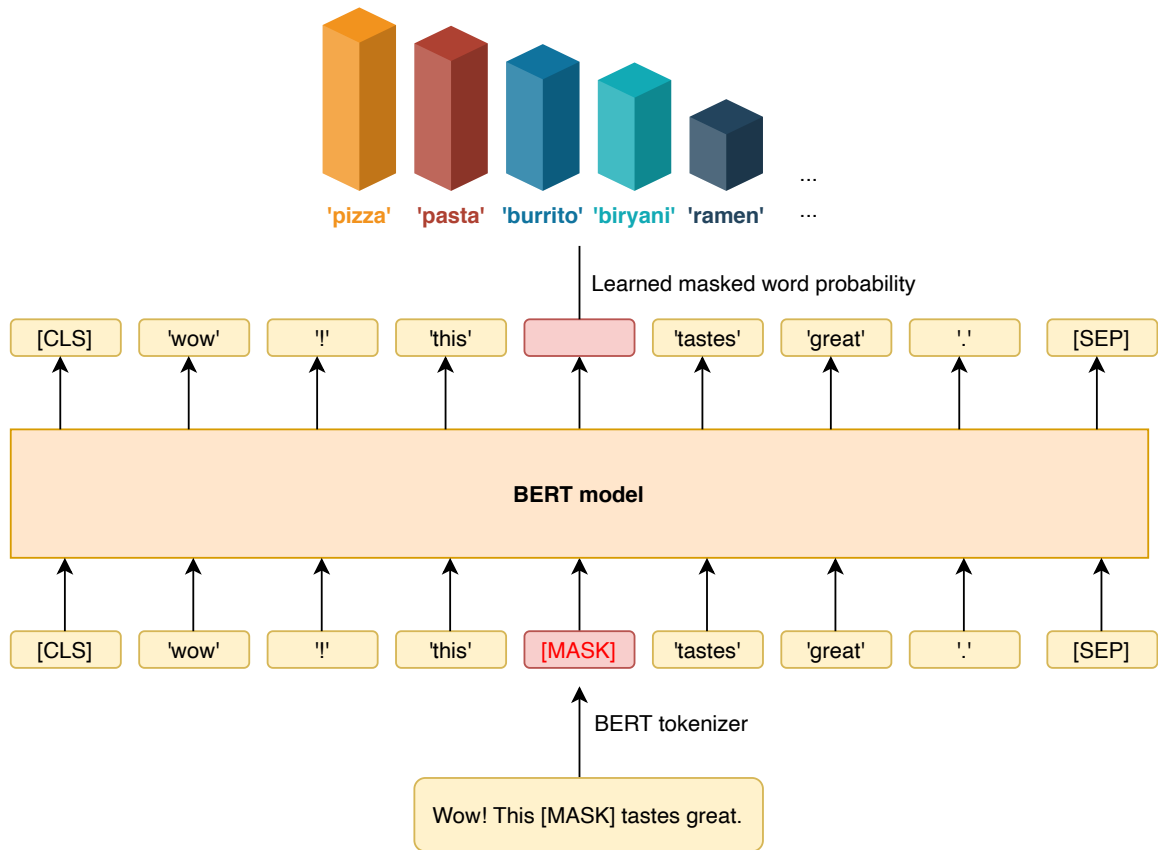 ...
'pizza' 'pasta' 'burrito' 'biryani' 'ramen' ...
Learned masked word probability
[CLS] 'wow' '!' 'this' 'tastes' 'great' '.' [SEP]
BERT model
[CLS] 'wow' '!' 'this' [MASK] 'tastes' 'great' '.' [SEP]
BERT tokenizer
Wow! This [MASK] tastes great.